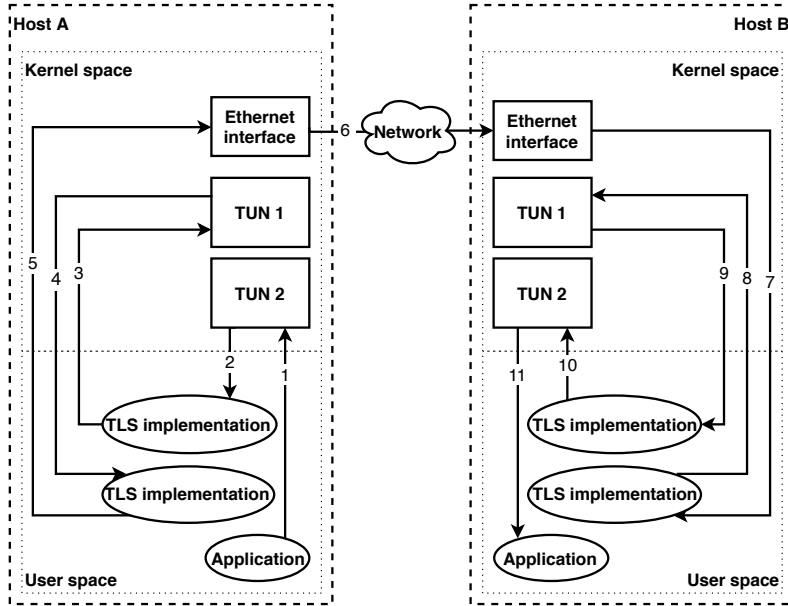 Host A
Kernel space
Ethernet
interface
TUN 1
TUN 2
5
4
3
2
1
TLS implementation
TLS implementation
Application
User space
6
Network
Host B
Kernel space
Ethernet
interface
TUN 1
TUN 2
9
8
7
11
10
TLS implementation
TLS implementation
Application
User space